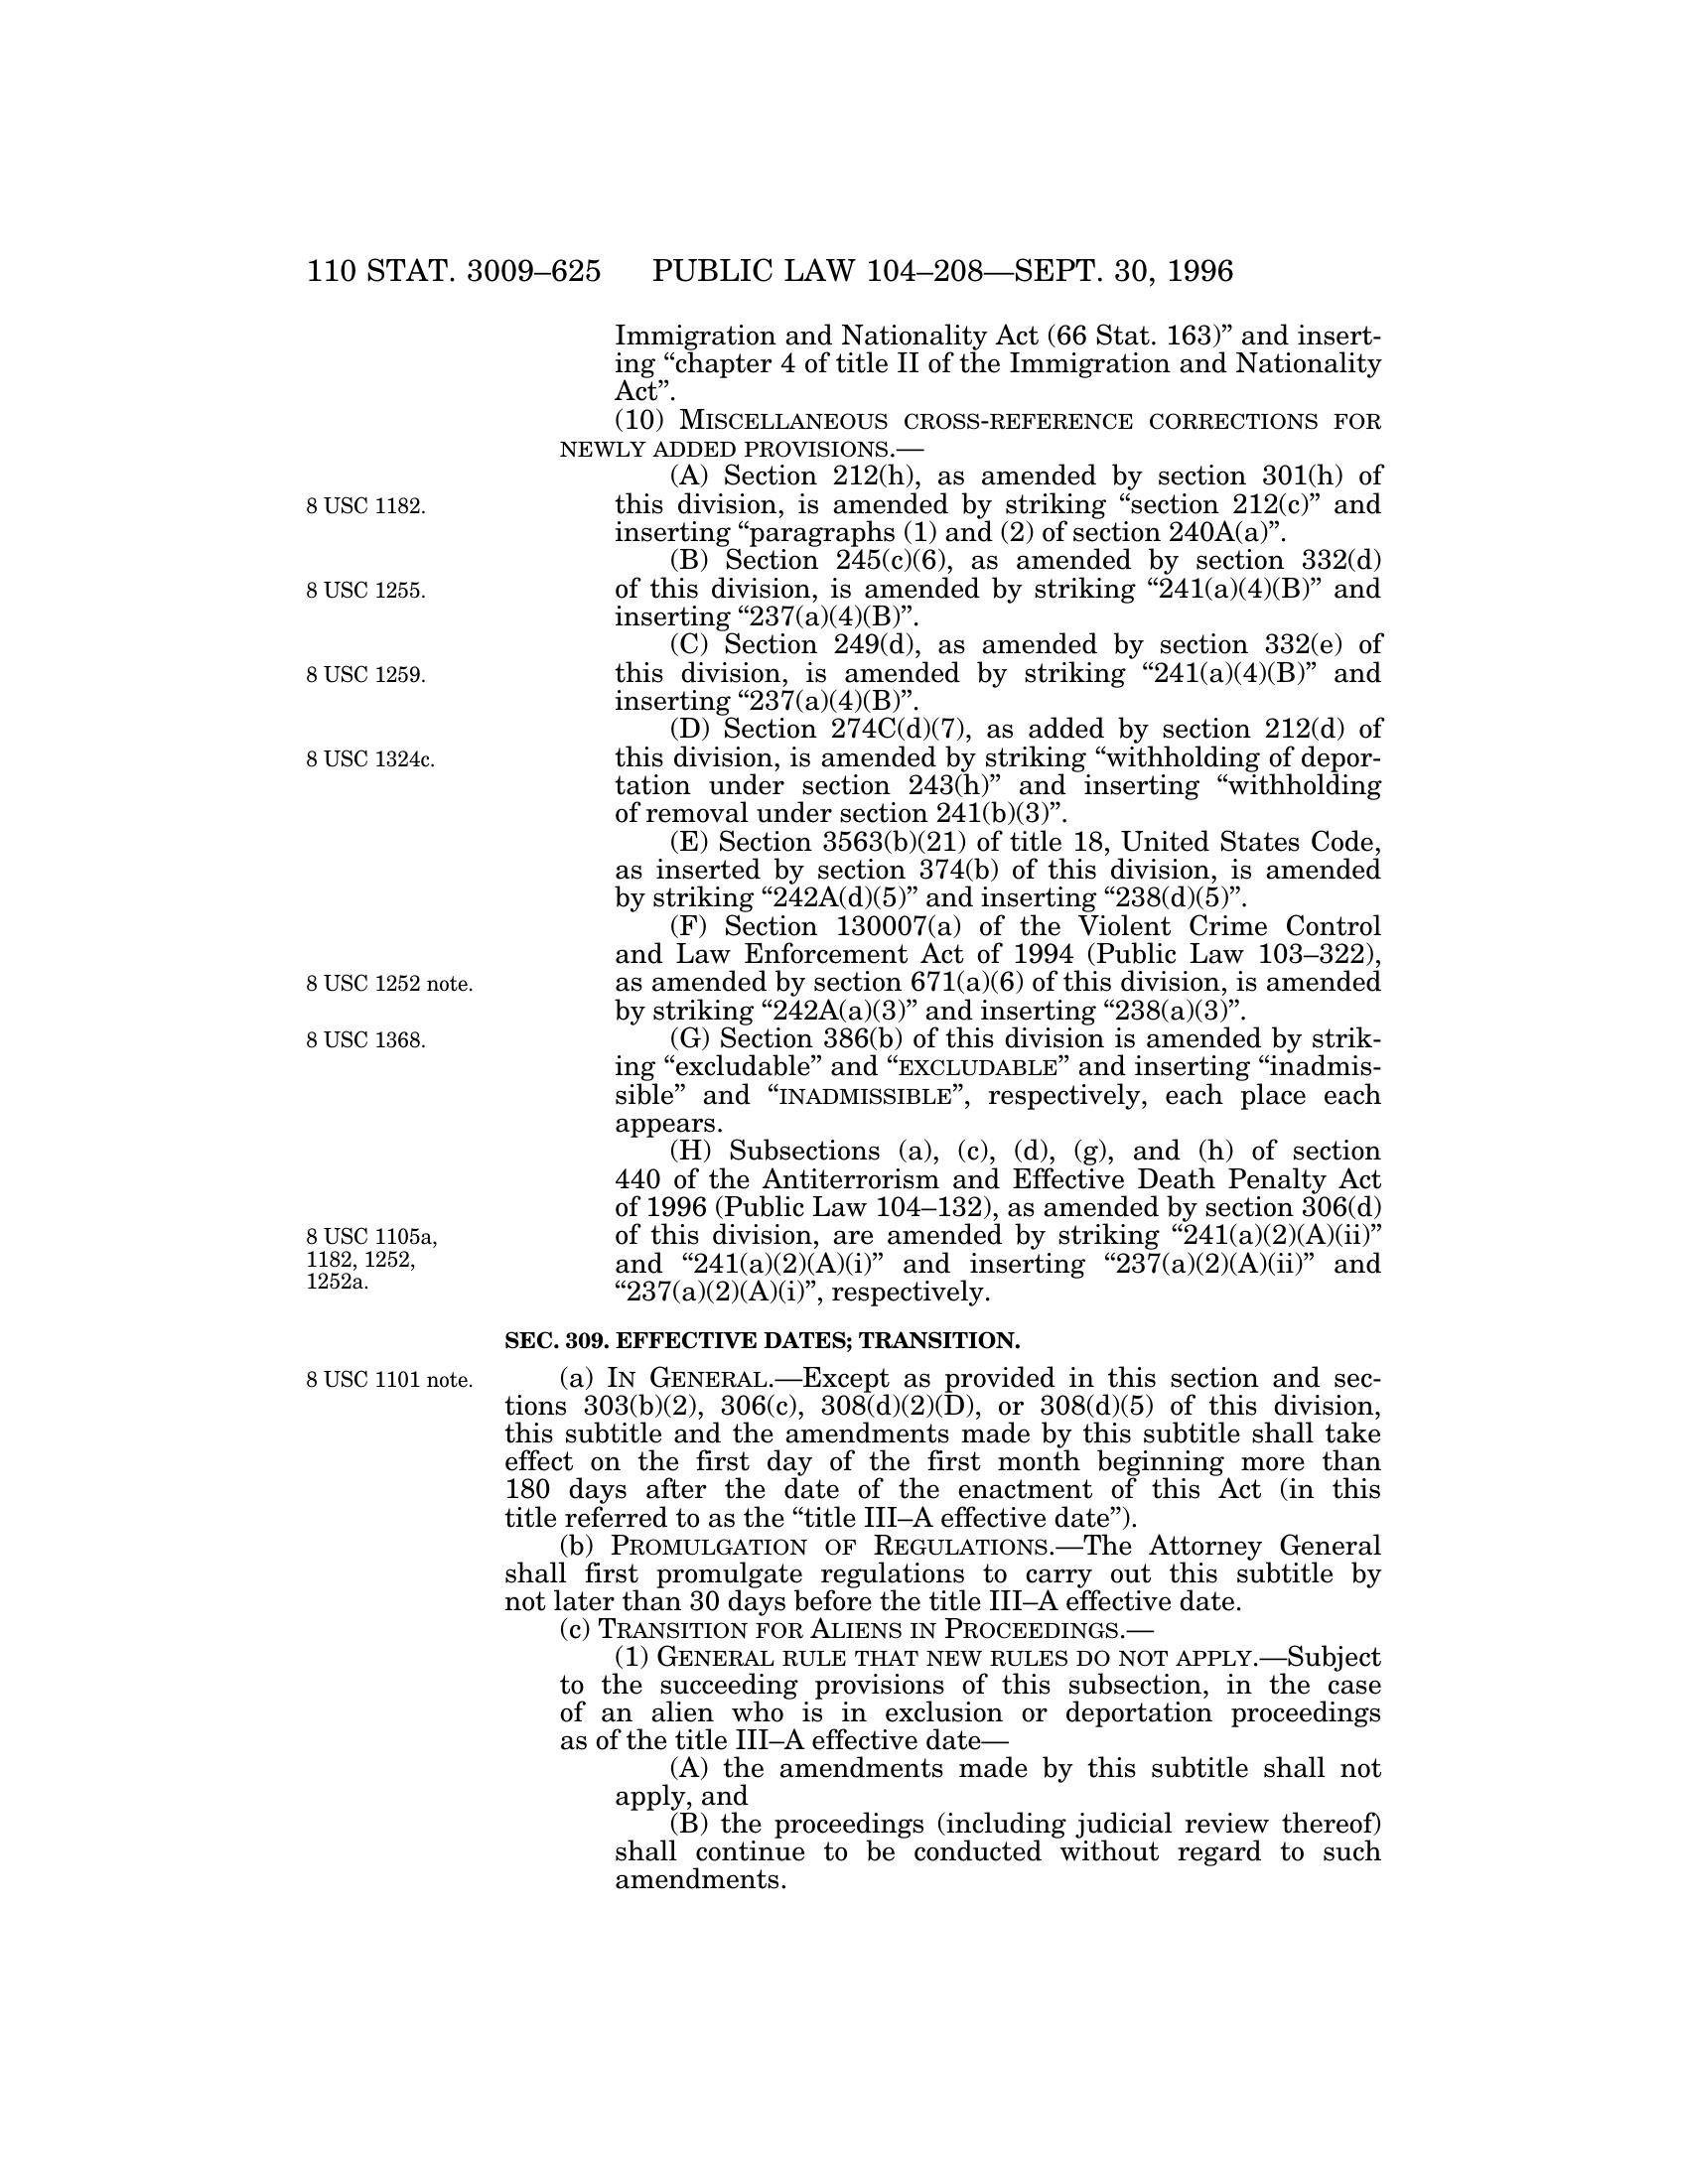 110 STAT. 3009–625 PUBLIC LAW 104–208—SEPT. 30, 1996
Immigration and Nationality Act (66 Stat. 163)” and insert-
ing “chapter 4 of title II of the Immigration and Nationality
Act”.
(10) MISCELLANEOUS CROSS-REFERENCE CORRECTIONS FOR
NEWLY ADDED PROVISIONS.—
(A) Section 212(h), as amended by section 301(h) of
8 USC 1182.
this division, is amended by striking “section 212(c)” and
inserting “paragraphs (1) and (2) of section 240A(a)”.
(B) Section 245(c)(6), as amended by section 332(d)
8 USC 1255.
of this division, is amended by striking “241(a)(4)(B)” and
inserting “237(a)(4)(B)”.
(C) Section 249(d), as amended by section 332(e) of
8 USC 1259.
this division, is amended by striking “241(a)(4)(B)” and
inserting “237(a)(4)(B)”.
(D) Section 274C(d)(7), as added by section 212(d) of
8 USC 1324c.
this division, is amended by striking “withholding of depor-
tation under section 243(h)” and inserting “withholding
of removal under section 241(b)(3)”.
(E) Section 3563(b)(21) of title 18, United States Code,
as inserted by section 374(b) of this division, is amended
by striking “242A(d)(5)” and inserting “238(d)(5)”.
(F) Section 130007(a) of the Violent Crime Control
and Law Enforcement Act of 1994 (Public Law 103–322),
8 USC 1252 note.
as amended by section 671(a)(6) of this division, is amended
by striking “242A(a)(3)” and inserting “238(a)(3)”.
8 USC 1368.
(G) Section 386(b) of this division is amended by strik-
ing “excludable” and “EXCLUDABLE” and inserting “inadmis-
sible” and “INADMISSIBLE”, respectively, each place each
appears.
(H) Subsections (a), (c), (d), (g), and (h) of section
440 of the Antiterrorism and Effective Death Penalty Act
of 1996 (Public Law 104–132), as amended by section 306(d)
8 USC 1105a,
1182, 1252,
1252a.
of this division, are amended by striking “241(a)(2)(A)(ii)”
and “241(a)(2)(A)(i)” and inserting “237(a)(2)(A)(ii)” and
“237(a)(2)(A)(i)”, respectively.
SEC. 309. EFFECTIVE DATES; TRANSITION.
8 USC 1101 note.
(a) IN GENERAL.—Except as provided in this section and sec-
tions 303(b)(2), 306(c), 308(d)(2)(D), or 308(d)(5) of this division,
this subtitle and the amendments made by this subtitle shall take
effect on the first day of the first month beginning more than
180 days after the date of the enactment of this Act (in this
title referred to as the “title III–A effective date”).
(b) PROMULGATION OF REGULATIONS.—The Attorney General
shall first promulgate regulations to carry out this subtitle by
not later than 30 days before the title III–A effective date.
(c) TRANSITION FOR ALIENS IN PROCEEDINGS.—
(1) GENERAL RULE THAT NEW RULES DO NOT APPLY.—Subject
to the succeeding provisions of this subsection, in the case
of an alien who is in exclusion or deportation proceedings
as of the title III–A effective date—
(A) the amendments made by this subtitle shall not
apply, and
(B) the proceedings (including judicial review thereof)
shall continue to be conducted without regard to such
amendments.